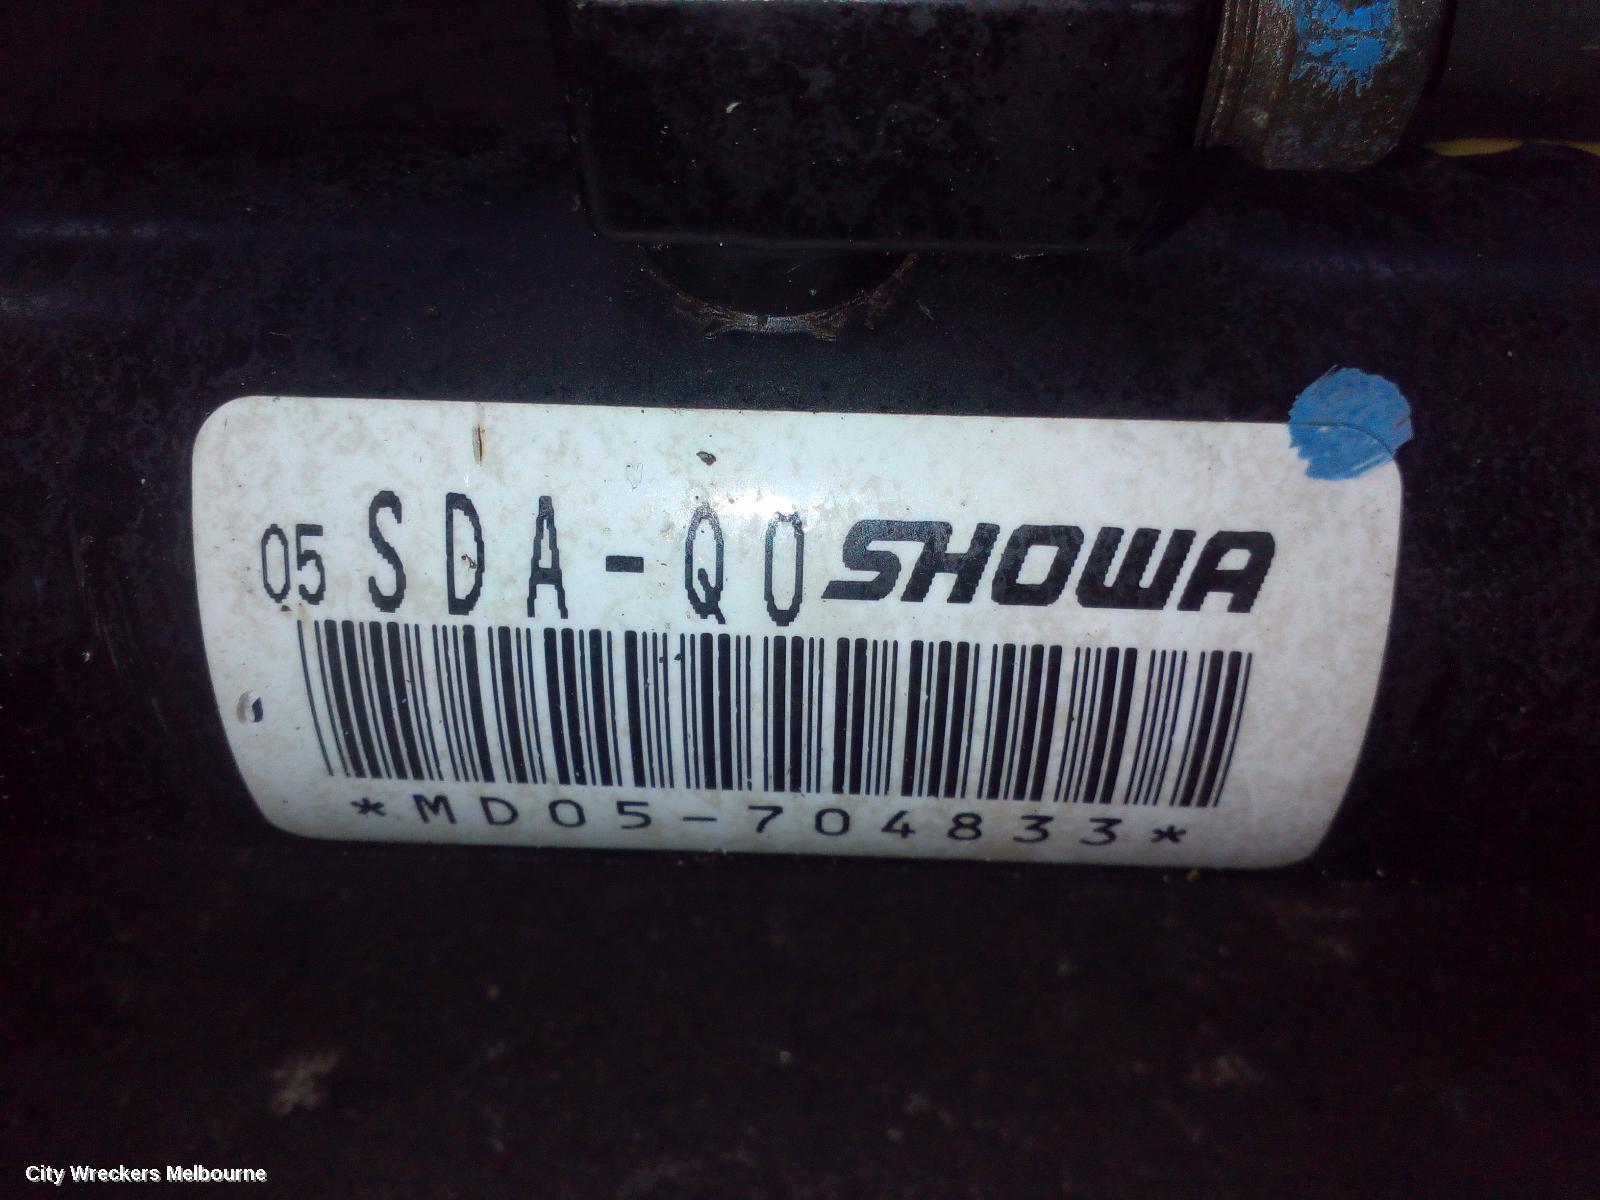 05 SDA-Q0 SHOWA
*MD05-704833*
City Wreckers Melbourne